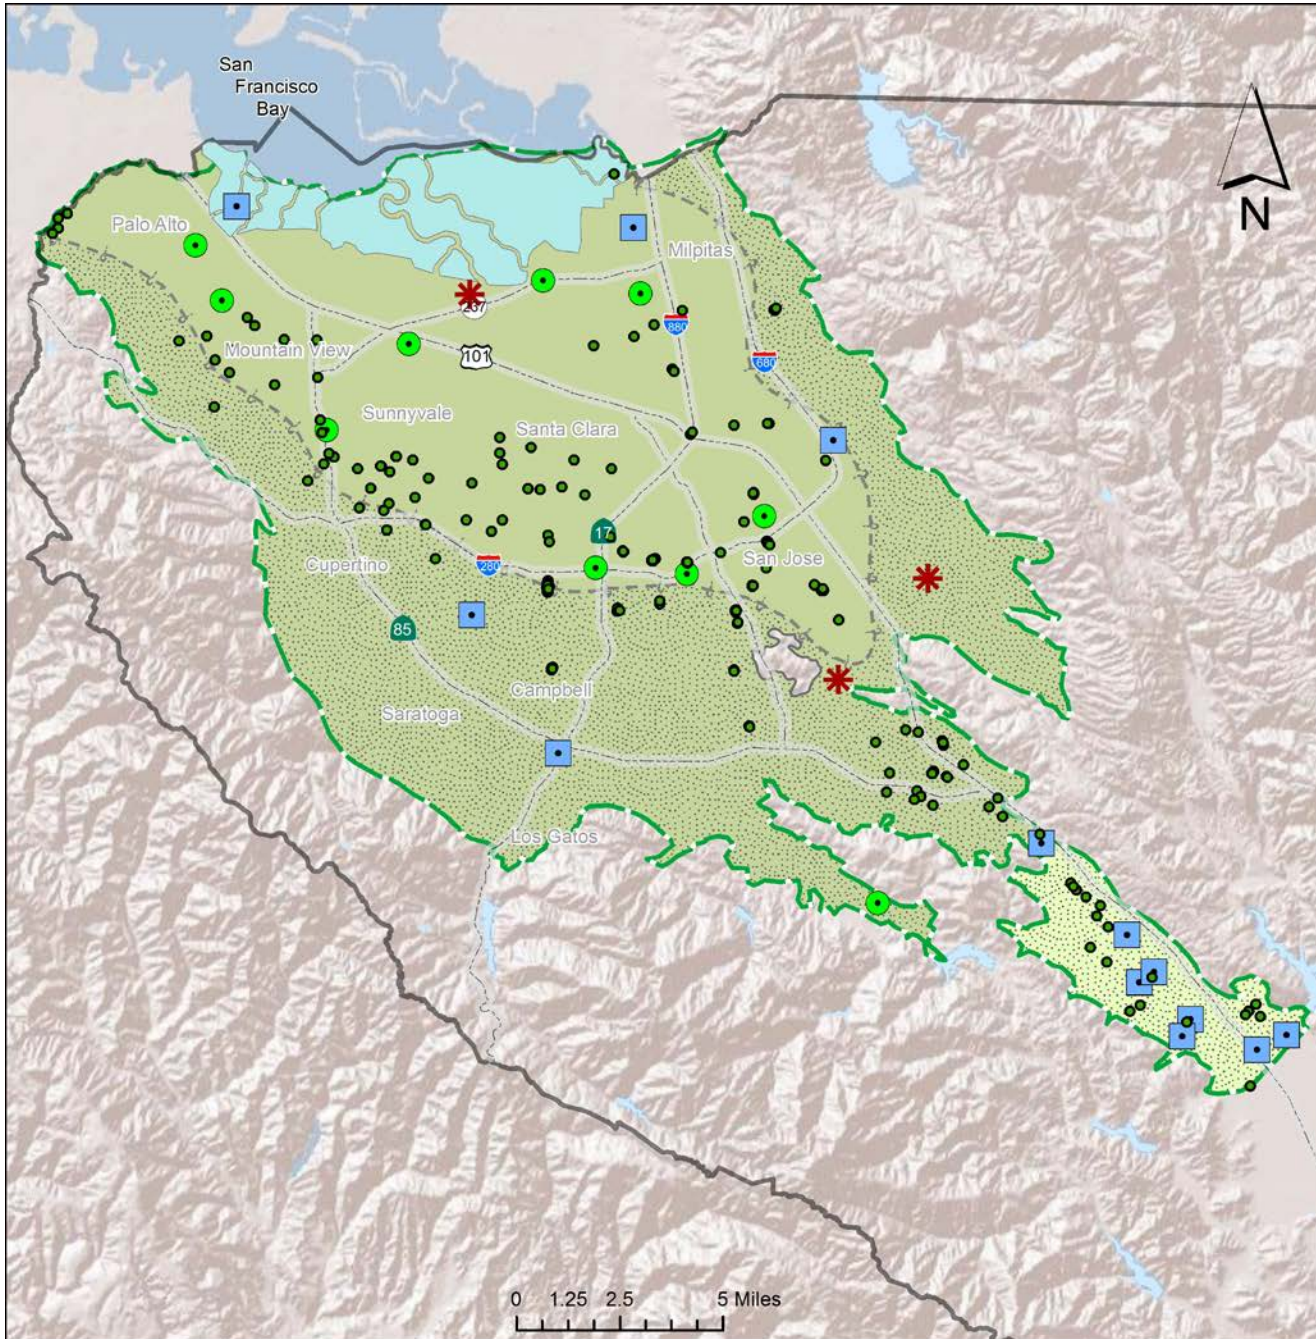 San
Francisco
Bay
N
Palo Alto
Milpitas
237
880
Mountain View
101
680
Sunnyvale
Santa Clara
17
San Jose
Cupertino
280
85
Campbell
Saratoga
Los Gatos
0 1.25 2.5 5 Miles